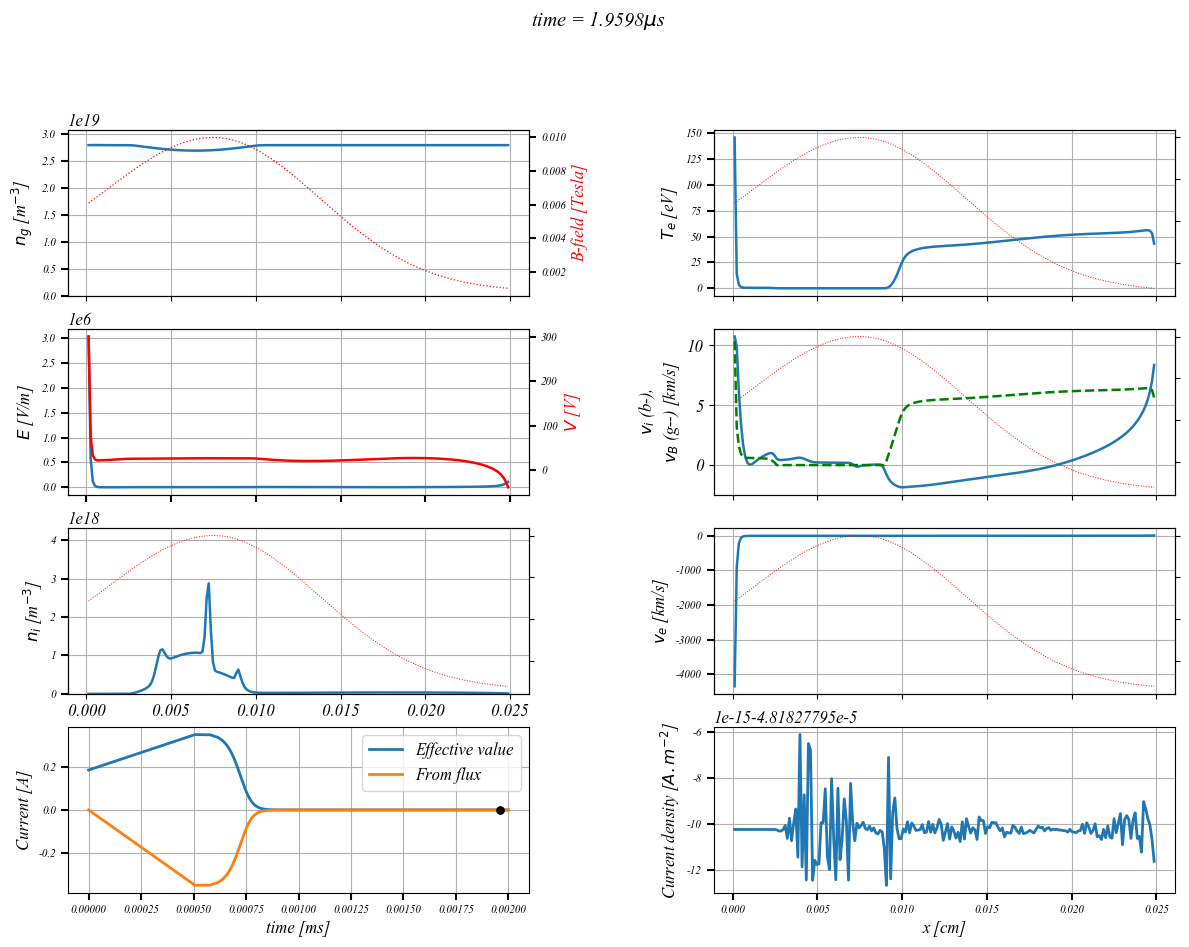 time = 1.9598μs
1e19
3.0
2.5
2.0
1.5
1.0
0.5
0.0
n_g [m⁻³]
0.010
0.008
0.006
0.004
0.002
B-field [Tesla]
150
125
100
75
50
25
0
T_e [eV]
1e6
3.0
2.5
2.0
1.5
1.0
0.5
0.0
E [V/m]
300
200
100
0
V [V]
10
5
0
v_i (b-),
v_B (g--) [km/s]
1e18
4
3
2
1
0
n_i [m⁻³]
0.000 0.005 0.010 0.015 0.020 0.025
0
-1000
-2000
-3000
-4000
v_e [km/s]
0.2
0.0
-0.2
Current [A]
Effective value
From flux
0.00000 0.00025 0.00050 0.00075 0.00100 0.00125 0.00150 0.00175 0.00200
time [ms]
1e-15-4.81827795e-5
-6
-8
-10
-12
Current density [A.m⁻²]
0.000 0.005 0.010 0.015 0.020 0.025
x [cm]